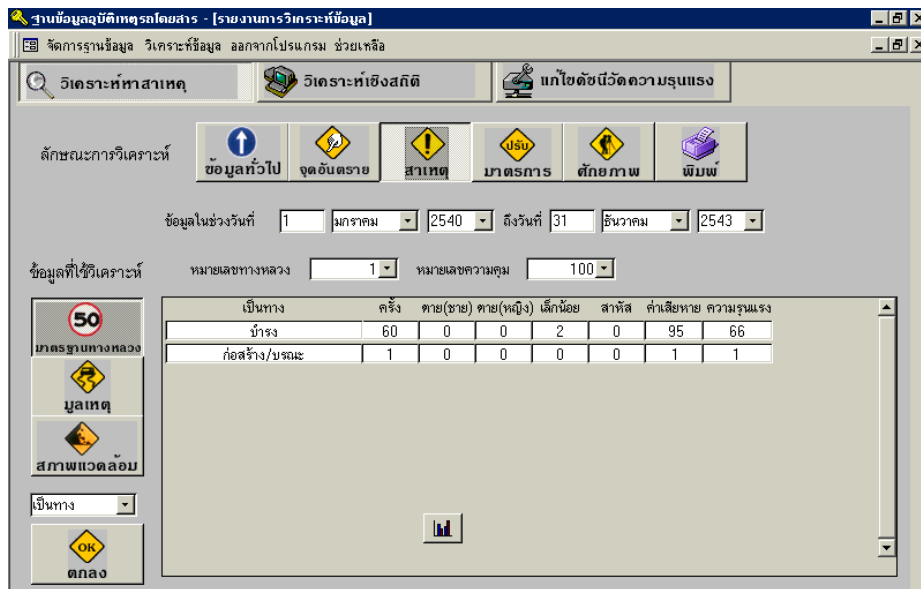 ฐานข้อมูลอุบัติเหตุรถโดยสาร - [รายงานการวิเคราะห์ข้อมูล]
จัดการฐานข้อมูล วิเคราะห์ข้อมูล ออกจากโปรแกรม ช่วยเหลือ
วิเคราะห์หาสาเหตุ วิเคราะห์เชิงสถิติ แก้ไขดัชนีวัดความรุนแรง
ลักษณะการวิเคราะห์
ปรับ
ข้อมูลทั่วไป จุดอันตราย สาเหตุ มาตรการ ศักยภาพ พิมพ์
ข้อมูลในช่วงวันที่ 1 มกราคม 2540 ถึงวันที่ 31 ธันวาคม 2543
ข้อมูลที่ใช้วิเคราะห์ หมายเลขทางหลวง 1 หมายเลขความคุม 100
เป็นทาง ครั้ง ตาย(ชาย) ตาย(หญิง) เล็กน้อย สาหัส ค่าเสียหาย ความรุนแรง
บำรุง 60 0 0 2 0 95 66
ก่อสร้าง/บรณะ 1 0 0 0 0 1 1
50
มาตรฐานทางหลวง
มูลเหตุ
สภาพแวดล้อม
เป็นทาง
OK
ตกลง